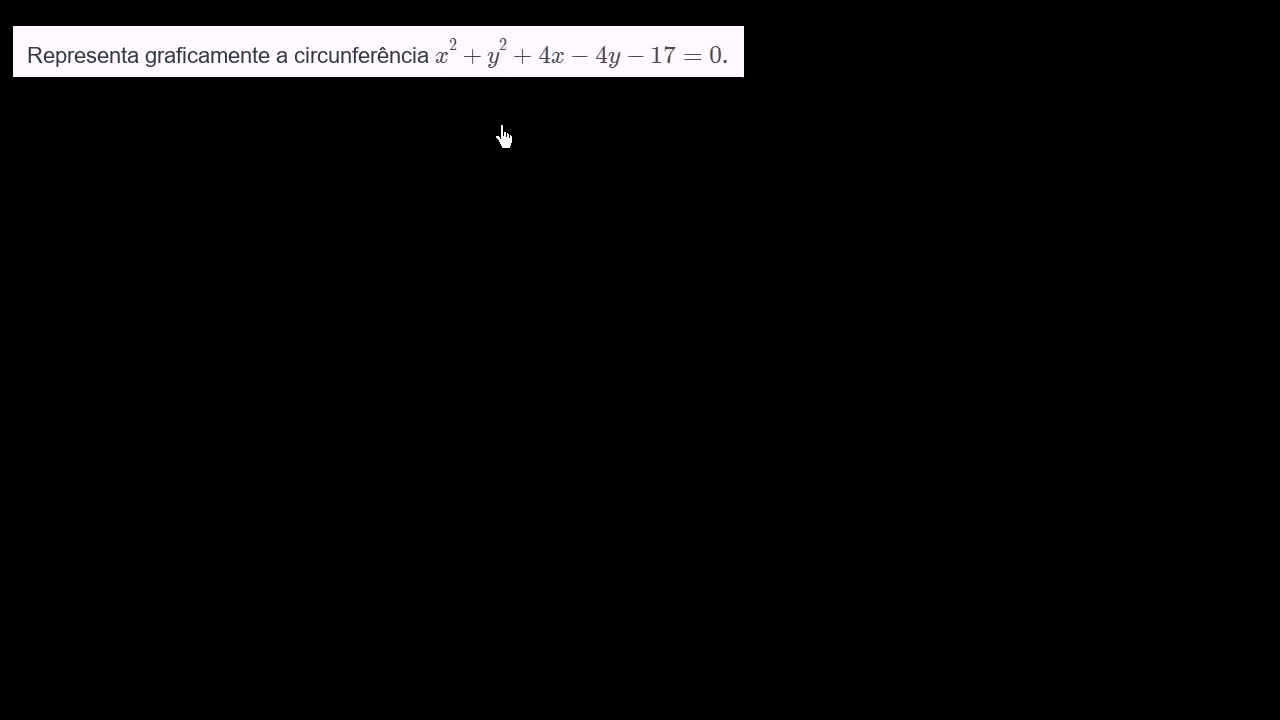 Representa graficamente a circunferência x² + y² + 4x − 4y − 17 = 0.